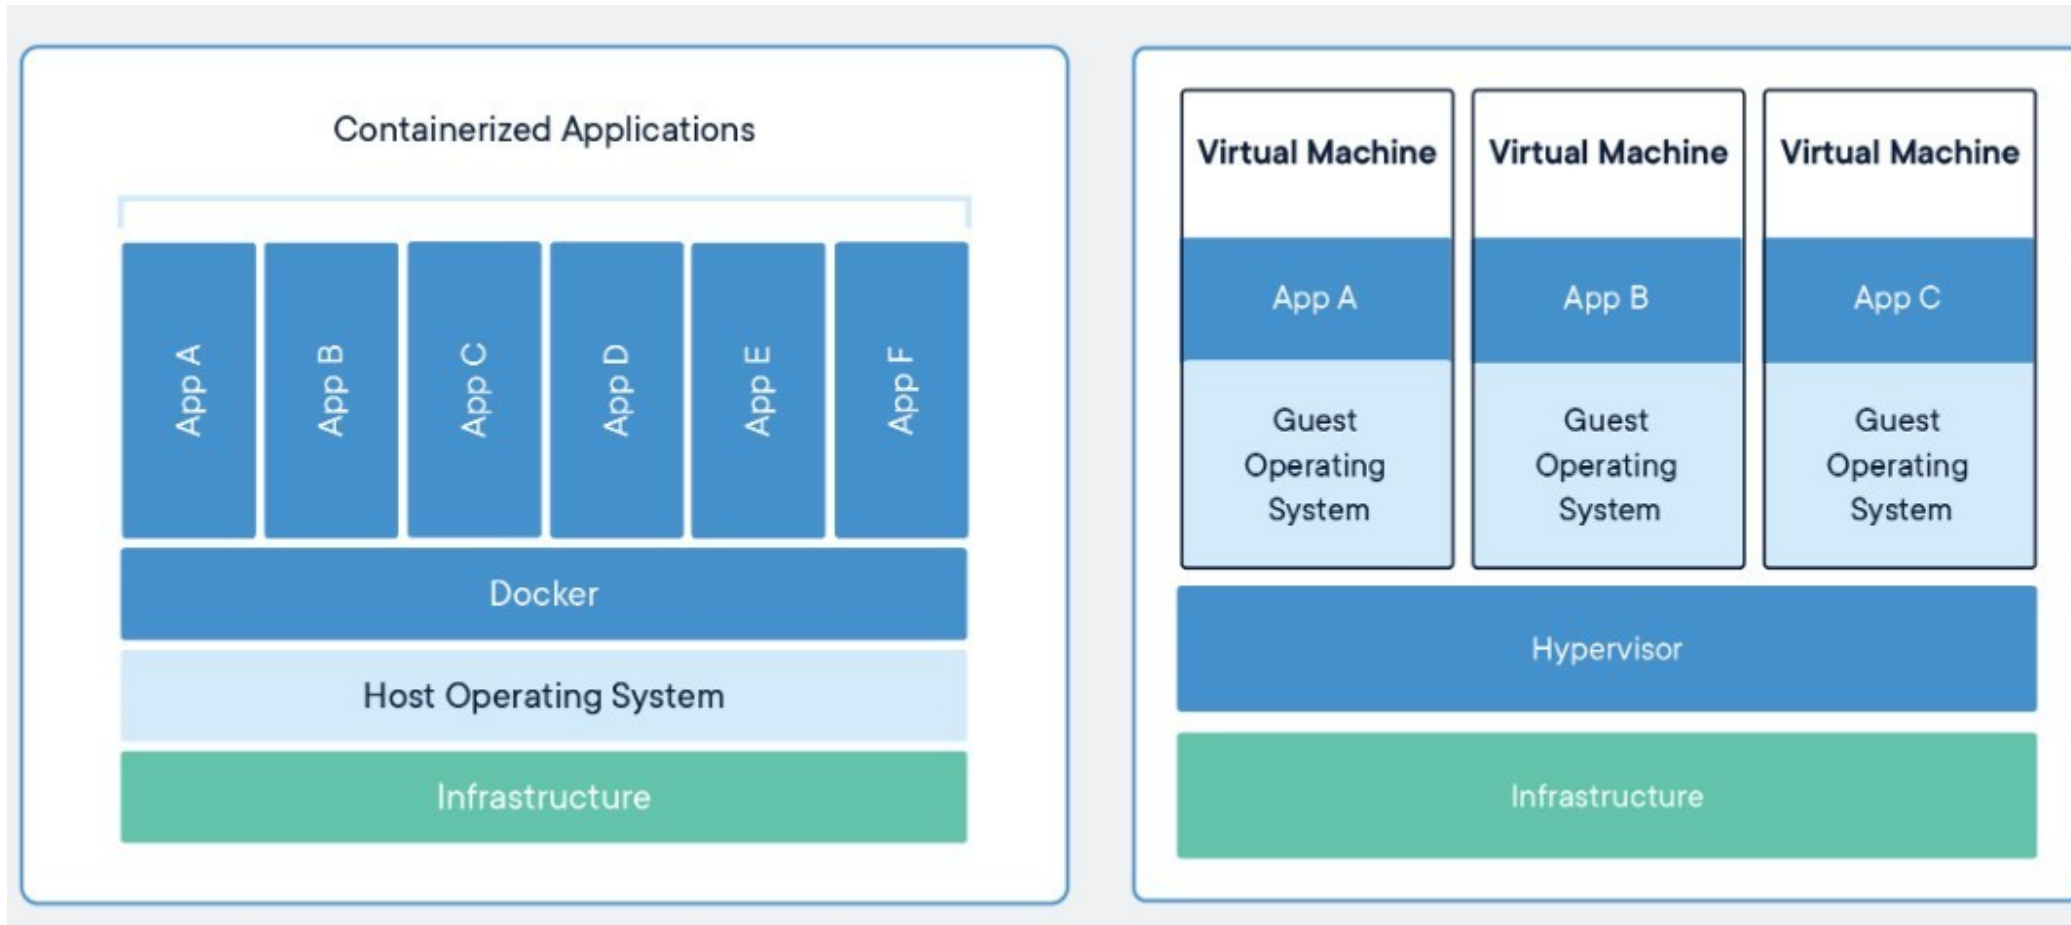 Containerized Applications
App A
App B
App C
App D
App E
App F
Docker
Host Operating System
Infrastructure
Virtual Machine
App A
Guest
Operating
System
Virtual Machine
App B
Guest
Operating
System
Virtual Machine
App C
Guest
Operating
System
Hypervisor
Infrastructure